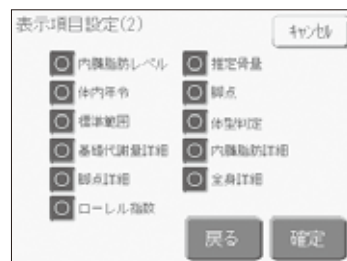 表示項目設定(2)
キャンセル
内臓脂肪レベル
推定骨量
体内年令
脚点
標準範囲
体型判定
基礎代謝量詳細
内臓脂肪詳細
脚点詳細
全身詳細
ローレル指数
戻る
確定